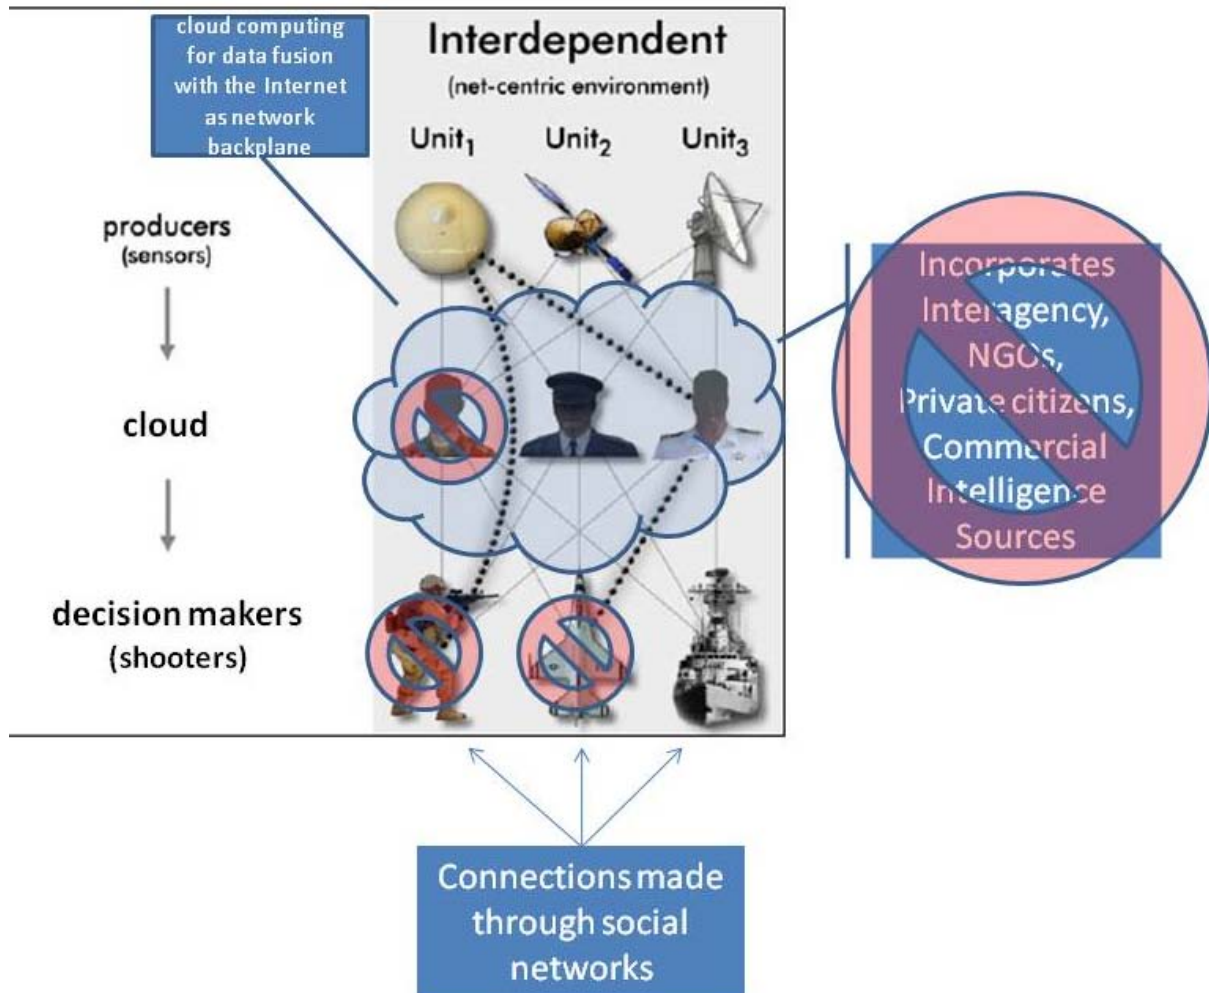 cloud computing
for data fusion
with the Internet
as network
backplane
Interdependent
(net-centric environment)
Unit₁
Unit₂
Unit₃
producers
(sensors)
cloud
decision makers
(shooters)
Incorporates
Interagency,
NGOs,
Private citizens,
Commercial
Intelligence
Sources
Connections made
through social
networks